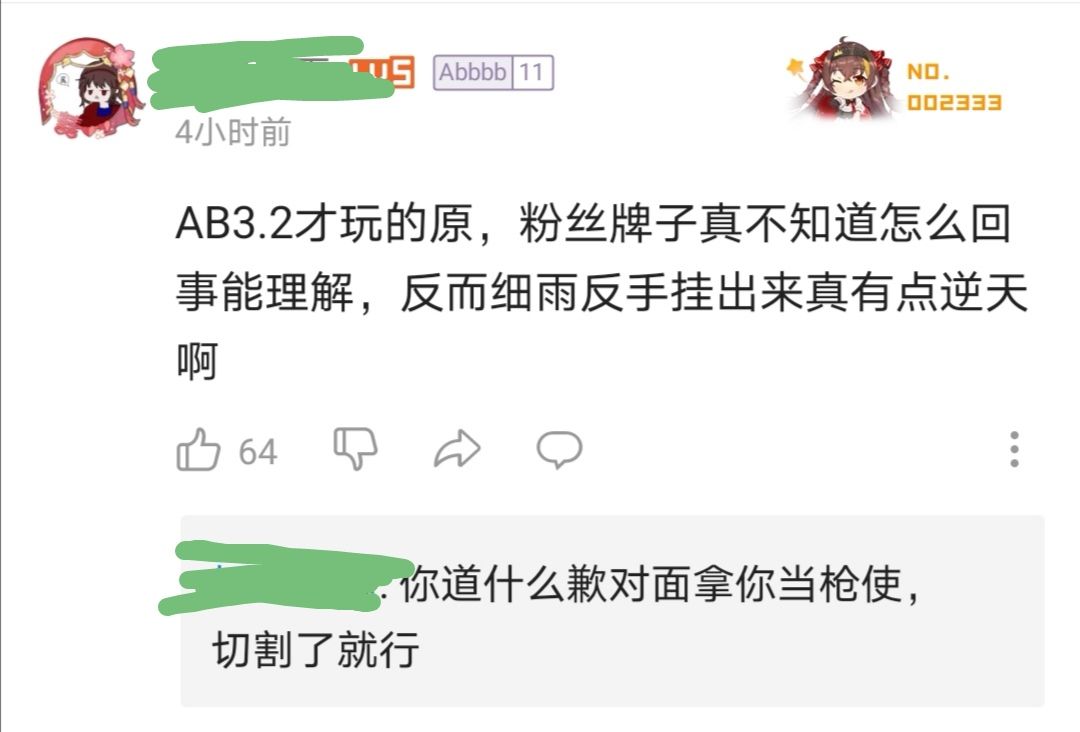 Abbbb 11
NO.
002333
4小时前
AB3.2才玩的原，粉丝牌子真不知道怎么回
事能理解，反而细雨反手挂出来真有点逆天
啊
64
你道什么歉对面拿你当枪使，
切割了就行